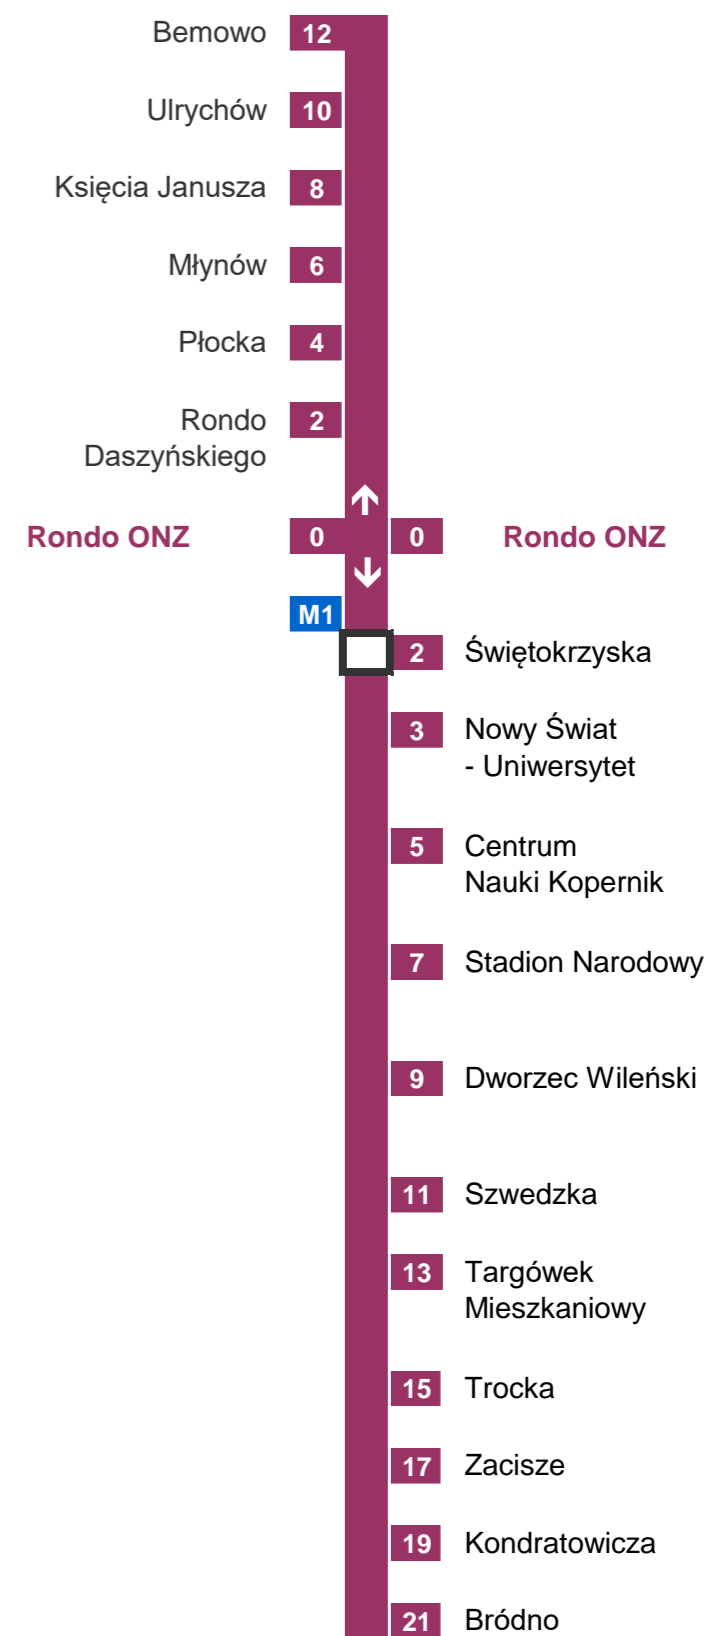 Bemowo 12
Ulrychów 10
Księcia Janusza 8
Młynów 6
Płocka 4
Rondo 2
Daszyńskiego
Rondo ONZ 0 0 Rondo ONZ
M1
2 Świętokrzyska
3 Nowy Świat
- Uniwersytet
5 Centrum
Nauki Kopernik
7 Stadion Narodowy
9 Dworzec Wileński
11 Szwedzka
13 Targówek
Mieszkaniowy
15 Trocka
17 Zacisze
19 Kondratowicza
21 Bródno